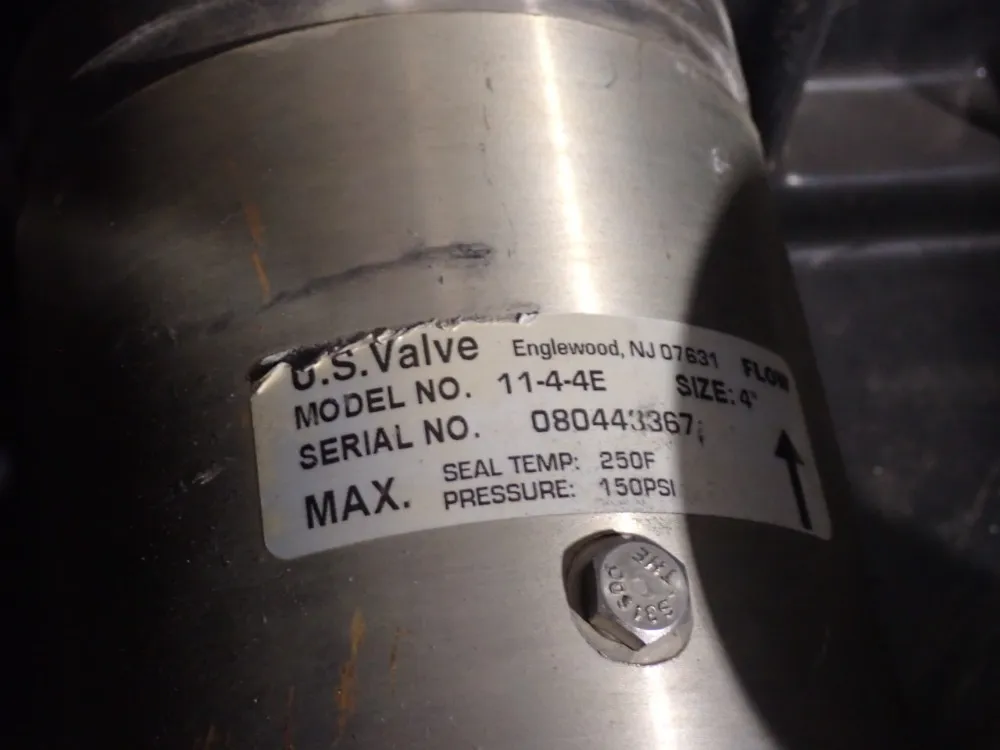 U.S.Valve Englewood, NJ 07631 FLOW
MODEL NO. 11-4-4E SIZE: 4"
SERIAL NO.
MAX. SEAL TEMP: 250F
PRESSURE: 150PSI
THE